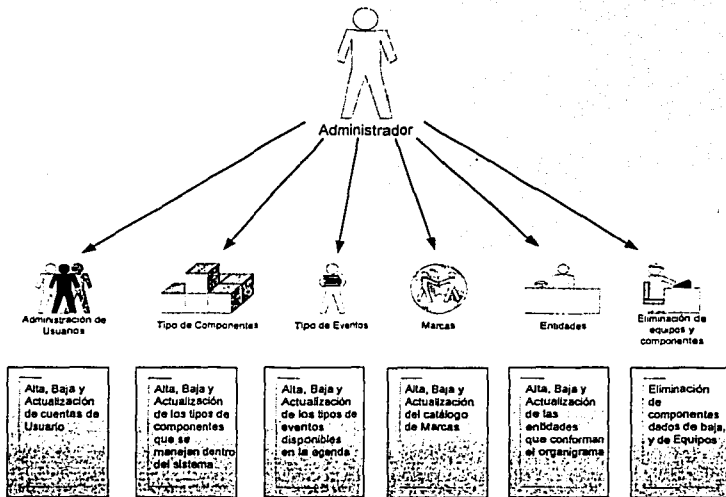 Administrador
Administración de
Usuarios
Tipo de Componentes
Tipo de Eventos
Marcas
Entidades
Eliminación de
equipos y
componentes
Alta, Baja y
Actualización
de cuentas de
Usuario
Alta, Baja y
Actualización
de los tipos de
componentes
que se
manejen dentro
del sistema
Alta, Baja y
Actualización
de los tipos de
eventos
disponibles
en la agenda
Alta, Baja y
Actualización
del catálogo
de Marcas
Alta, Baja y
Actualización
de las
entidades
que conforman
el organigrama
Eliminación
de
componentes
dados de baja,
y de Equipos